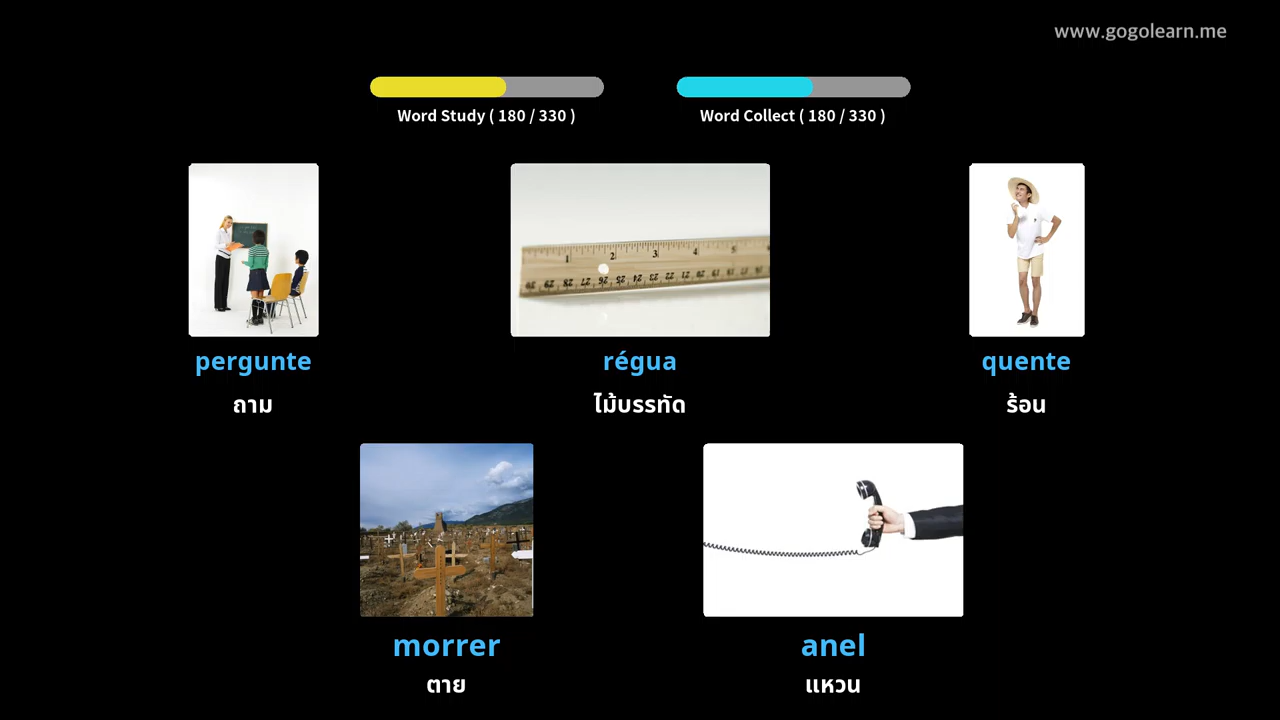 www.gogolearn.me
Word Study ( 180 / 330 )
Word Collect ( 180 / 330 )
pergunte
ถาม
régua
ไม้บรรทัด
quente
ร้อน
morrer
ตาย
anel
แหวน